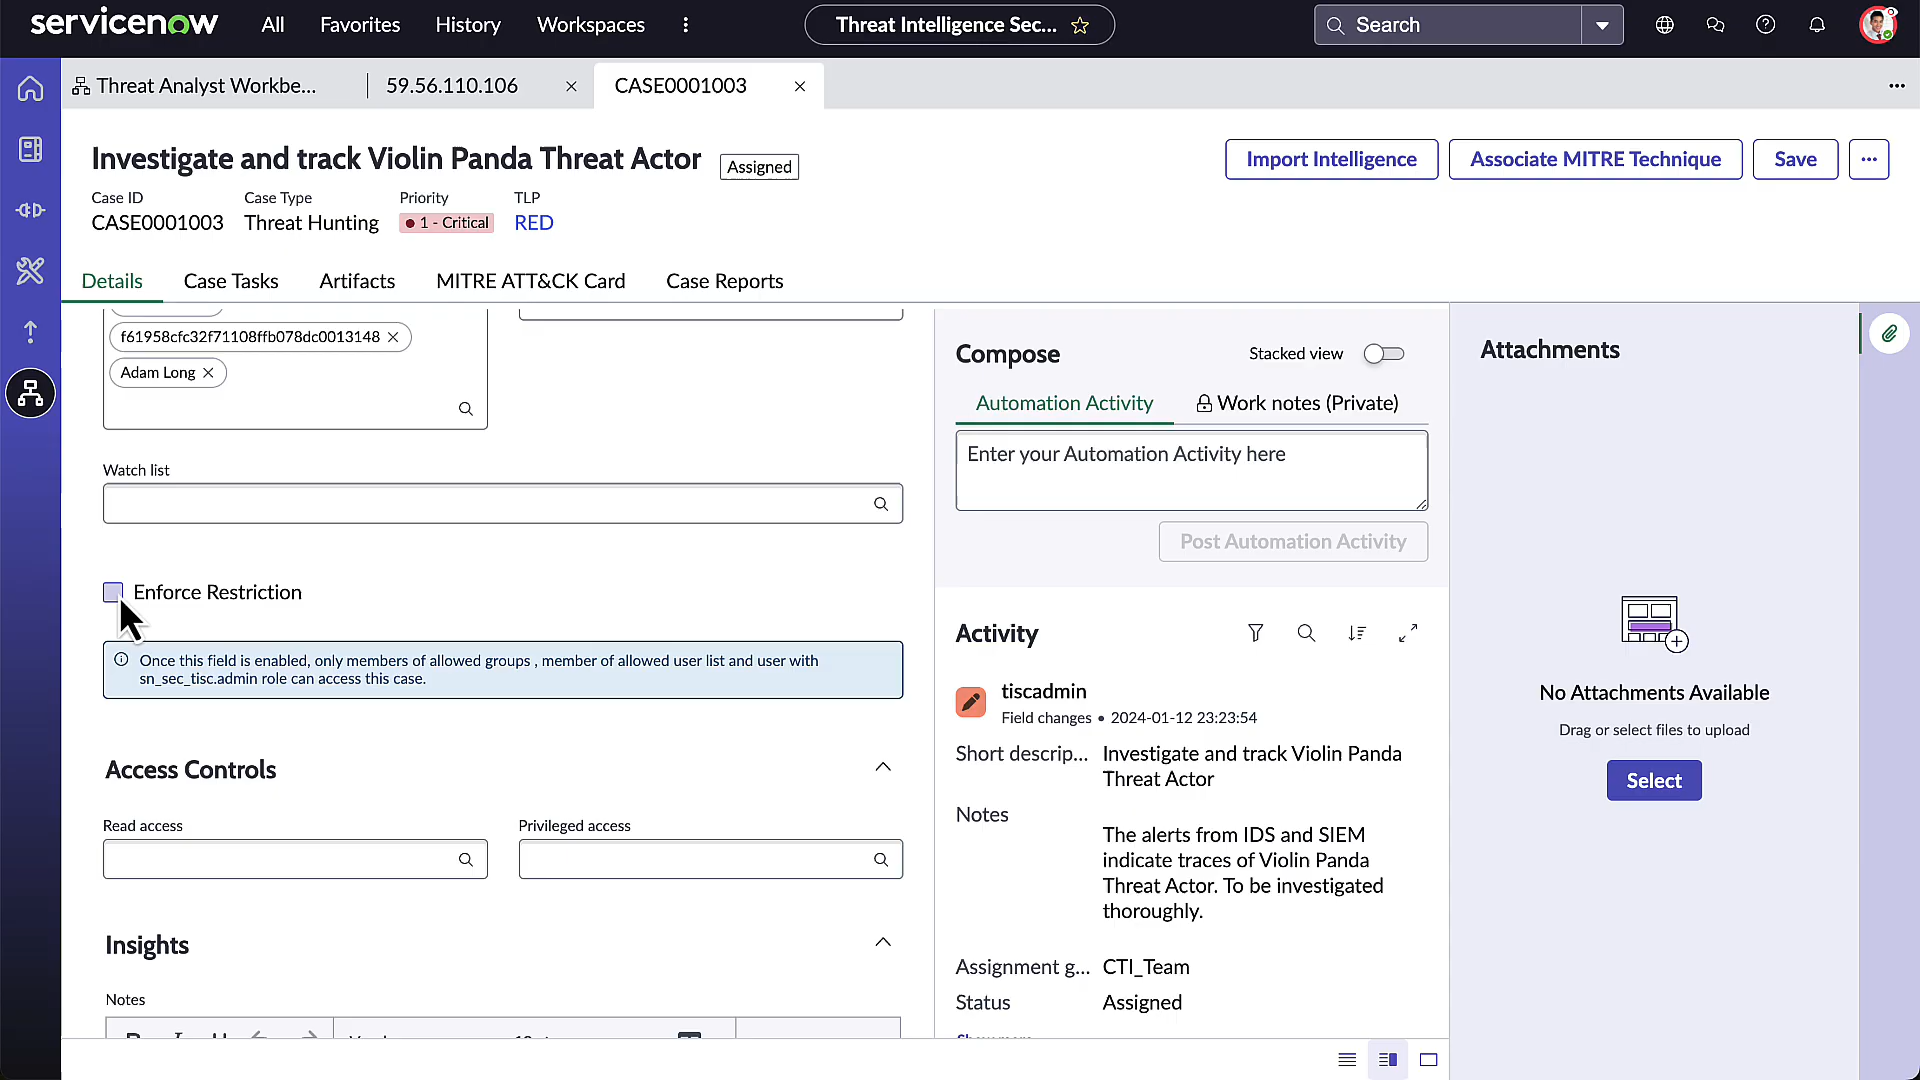 servicenow
All
Favorites
History
Workspaces
Threat Intelligence Sec...
Search
Threat Analyst Workbe...
59.56.110.106
CASE0001003
Investigate and track Violin Panda Threat Actor
Assigned
Import Intelligence
Associate MITRE Technique
Save
Case ID
Case Type
Priority
TLP
CASE0001003
Threat Hunting
1 - Critical
RED
Details
Case Tasks
Artifacts
MITRE ATT&CK Card
Case Reports
f61958cfc32f71108ffb078dc0013148
Adam Long
Watch list
Enforce Restriction
Once this field is enabled, only members of allowed groups , member of allowed user list and user with
sn_sec_tisc.admin role can access this case.
Access Controls
Read access
Privileged access
Insights
Notes
Compose
Stacked view
Automation Activity
Work notes (Private)
Enter your Automation Activity here
Post Automation Activity
Activity
tiscadmin
Field changes • 2024-01-12 23:23:54
Short descrip...
Investigate and track Violin Panda
Threat Actor
Notes
The alerts from IDS and SIEM
indicate traces of Violin Panda
Threat Actor. To be investigated
thoroughly.
Assignment g...
CTI_Team
Status
Assigned
Attachments
No Attachments Available
Drag or select files to upload
Select